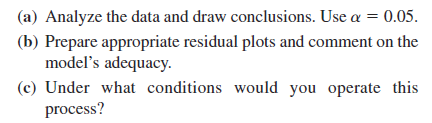 (a) Analyze the data and draw conclusions. Use α = 0.05.
(b) Prepare appropriate residual plots and comment on the
model's adequacy.
(c) Under what conditions would you operate this
process?